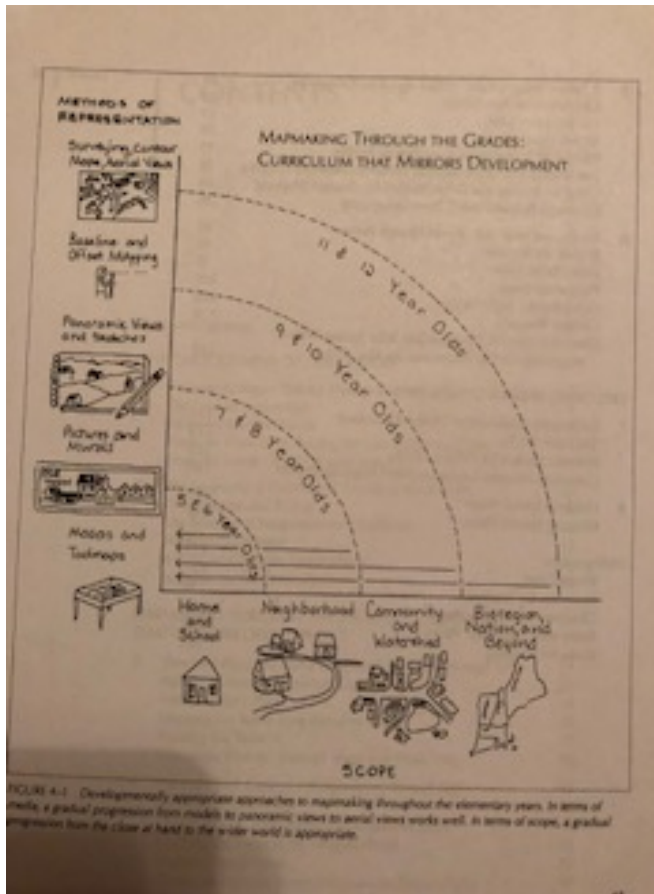 METHODS OF
REPRESENTATION
MAPMAKING THROUGH THE GRADES:
CURRICULUM THAT MIRRORS DEVELOPMENT
Surveying, Contour
Maps, Aerial Views
Baseline and
Offset Mapping
Panoramic Views
and Sketches
Pictures and
Murals
Models and
11 & 12 Year Olds
9 & 10 Year Olds
7 & 8 Year Olds
5 & 6 Year Olds
Home
and
School
Neighborhood
Community
and
Watershed
Bioregion,
Nation, and
Beyond
SCOPE
FIGURE 4–1 Developmentally appropriate approaches to mapmaking throughout the elementary years. In terms of
media, a gradual progression from models to panoramic views to aerial views works well. In terms of scope, a gradual
progression from the close at hand to the wider world is appropriate.